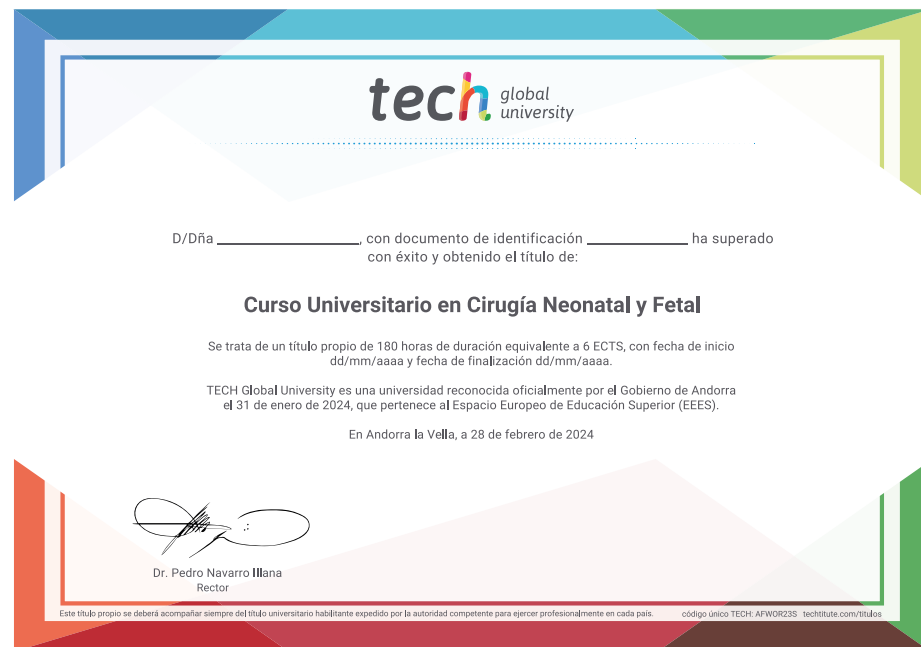 tech global university
D/Dña ____________________, con documento de identificación ______________ ha superado
con éxito y obtenido el título de:
Curso Universitario en Cirugía Neonatal y Fetal
Se trata de un título propio de 180 horas de duración equivalente a 6 ECTS, con fecha de inicio
dd/mm/aaaa y fecha de finalización dd/mm/aaaa.
TECH Global University es una universidad reconocida oficialmente por el Gobierno de Andorra
el 31 de enero de 2024, que pertenece al Espacio Europeo de Educación Superior (EEES).
En Andorra la Vella, a 28 de febrero de 2024
Dr. Pedro Navarro Illana
Rector
Este título propio se deberá acompañar siempre del título universitario habilitante expedido por la autoridad competente para ejercer profesionalmente en cada país. código único TECH: AFWOR23S techtitute.com/titulos